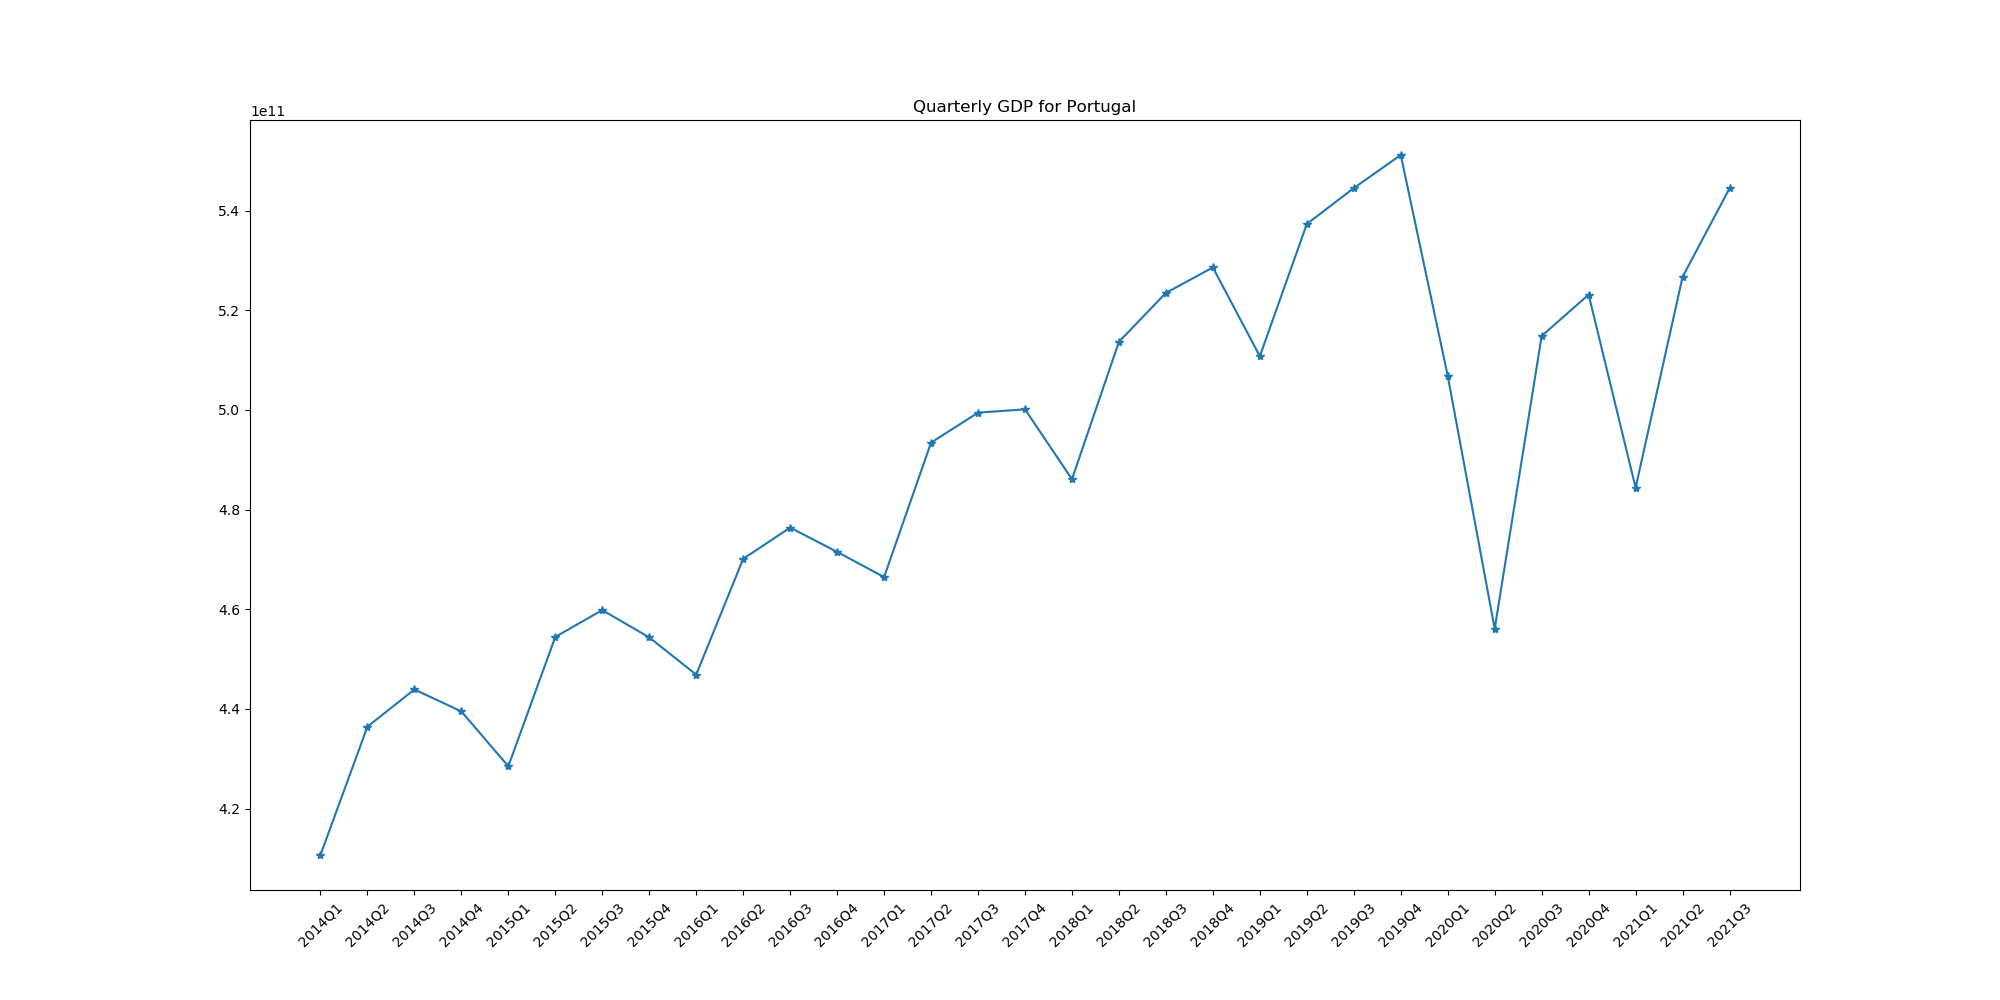 Quarterly GDP for Portugal
1e11
5.4
5.2
5.0
4.8
4.6
4.4
4.2
2014Q1
2014Q2
2014Q3
2014Q4
2015Q1
2015Q2
2015Q3
2015Q4
2016Q1
2016Q2
2016Q3
2016Q4
2017Q1
2017Q2
2017Q3
2017Q4
2018Q1
2018Q2
2018Q3
2018Q4
2019Q1
2019Q2
2019Q3
2019Q4
2020Q1
2020Q2
2020Q3
2020Q4
2021Q1
2021Q2
2021Q3